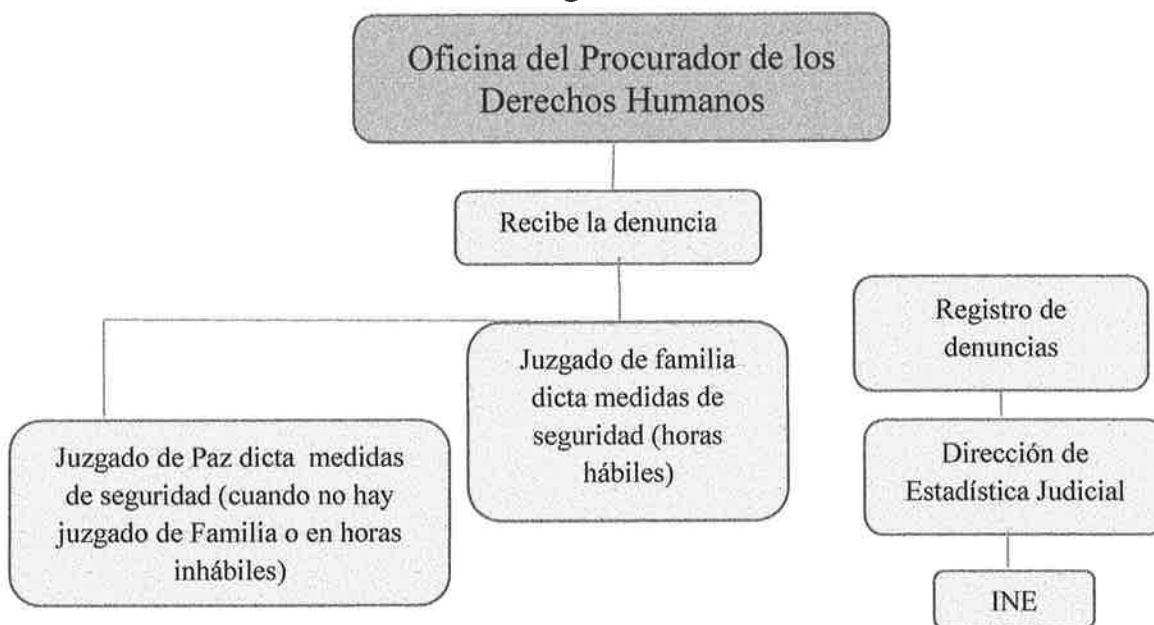 Oficina del Procurador de los
Derechos Humanos
Recibe la denuncia
Juzgado de familia
dicta medidas de
seguridad (horas
hábiles)
Juzgado de Paz dicta medidas
de seguridad (cuando no hay
juzgado de Familia o en horas
inhábiles)
Registro de
denuncias
Dirección de
Estadística Judicial
INE